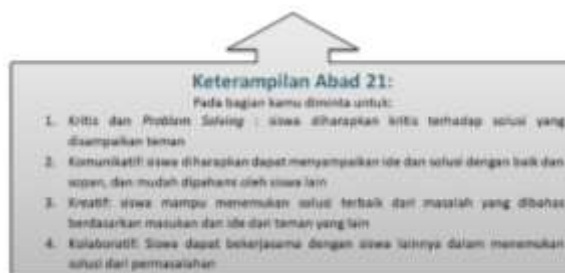 Keterampilan Abad 21:
Pada bagian kamu diminta untuk:
1. Kritis dan Problem Solving : siswa diharapkan kritis terhadap solusi yang
disampaikan teman
2. Komunikatif: siswa diharapkan dapat menyampaikan ide dan solusi dengan baik dan
sopan, dan mudah dipahami oleh siswa lain
3. Kreatif: siswa mampu menemukan solusi terbaik dari masalah yang dibahas
berdasarkan masukan dan ide dari teman yang lain
4. Kolaboratif: Siswa dapat bekerjasama dengan siswa lainnya dalam menemukan
solusi dari permasalahan